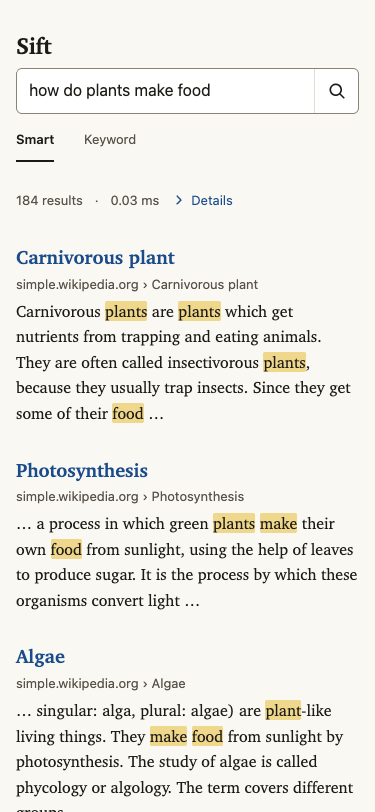 Sift
how do plants make food
Smart Keyword
184 results · 0.03 ms Details
Carnivorous plant
simple.wikipedia.org › Carnivorous plant
Carnivorous plants are plants which get
nutrients from trapping and eating animals.
They are often called insectivorous plants,
because they usually trap insects. Since they get
some of their food …
Photosynthesis
simple.wikipedia.org › Photosynthesis
… a process in which green plants make their
own food from sunlight, using the help of leaves
to produce sugar. It is the process by which these
organisms convert light …
Algae
simple.wikipedia.org › Algae
… singular: alga, plural: algae) are plant-like
living things. They make food from sunlight by
photosynthesis. The study of algae is called
phycology or algology. The term covers different